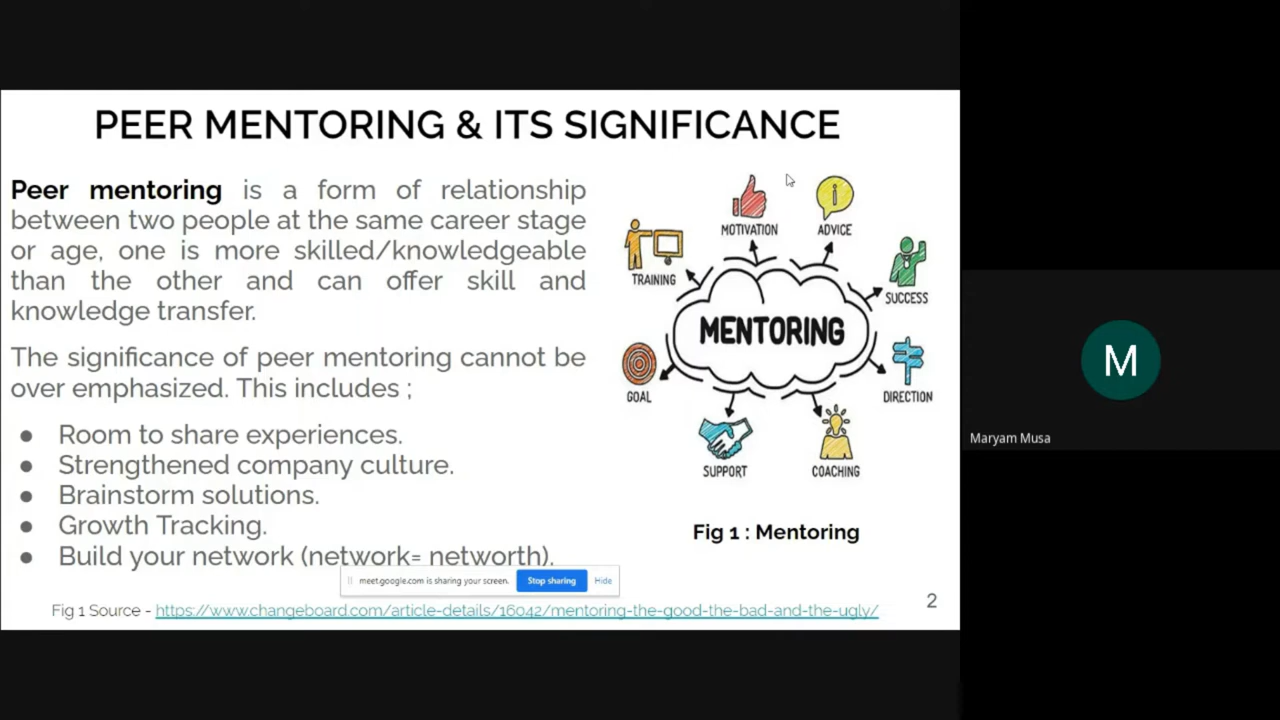 PEER MENTORING & ITS SIGNIFICANCE
Peer mentoring is a form of relationship
between two people at the same career stage
or age, one is more skilled/knowledgeable
than the other and can offer skill and
knowledge transfer.
The significance of peer mentoring cannot be
over emphasized. This includes ;
● Room to share experiences.
● Strengthened company culture.
● Brainstorm solutions.
● Growth Tracking.
● Build your network (network= networth).
MOTIVATION
ADVICE
TRAINING
SUCCESS
MENTORING
GOAL
DIRECTION
SUPPORT
COACHING
Fig 1 : Mentoring
meet.google.com is sharing your screen. Stop sharing Hide
Fig 1 Source - https://www.changeboard.com/article-details/16042/mentoring-the-good-the-bad-and-the-ugly/
2
M
Maryam Musa